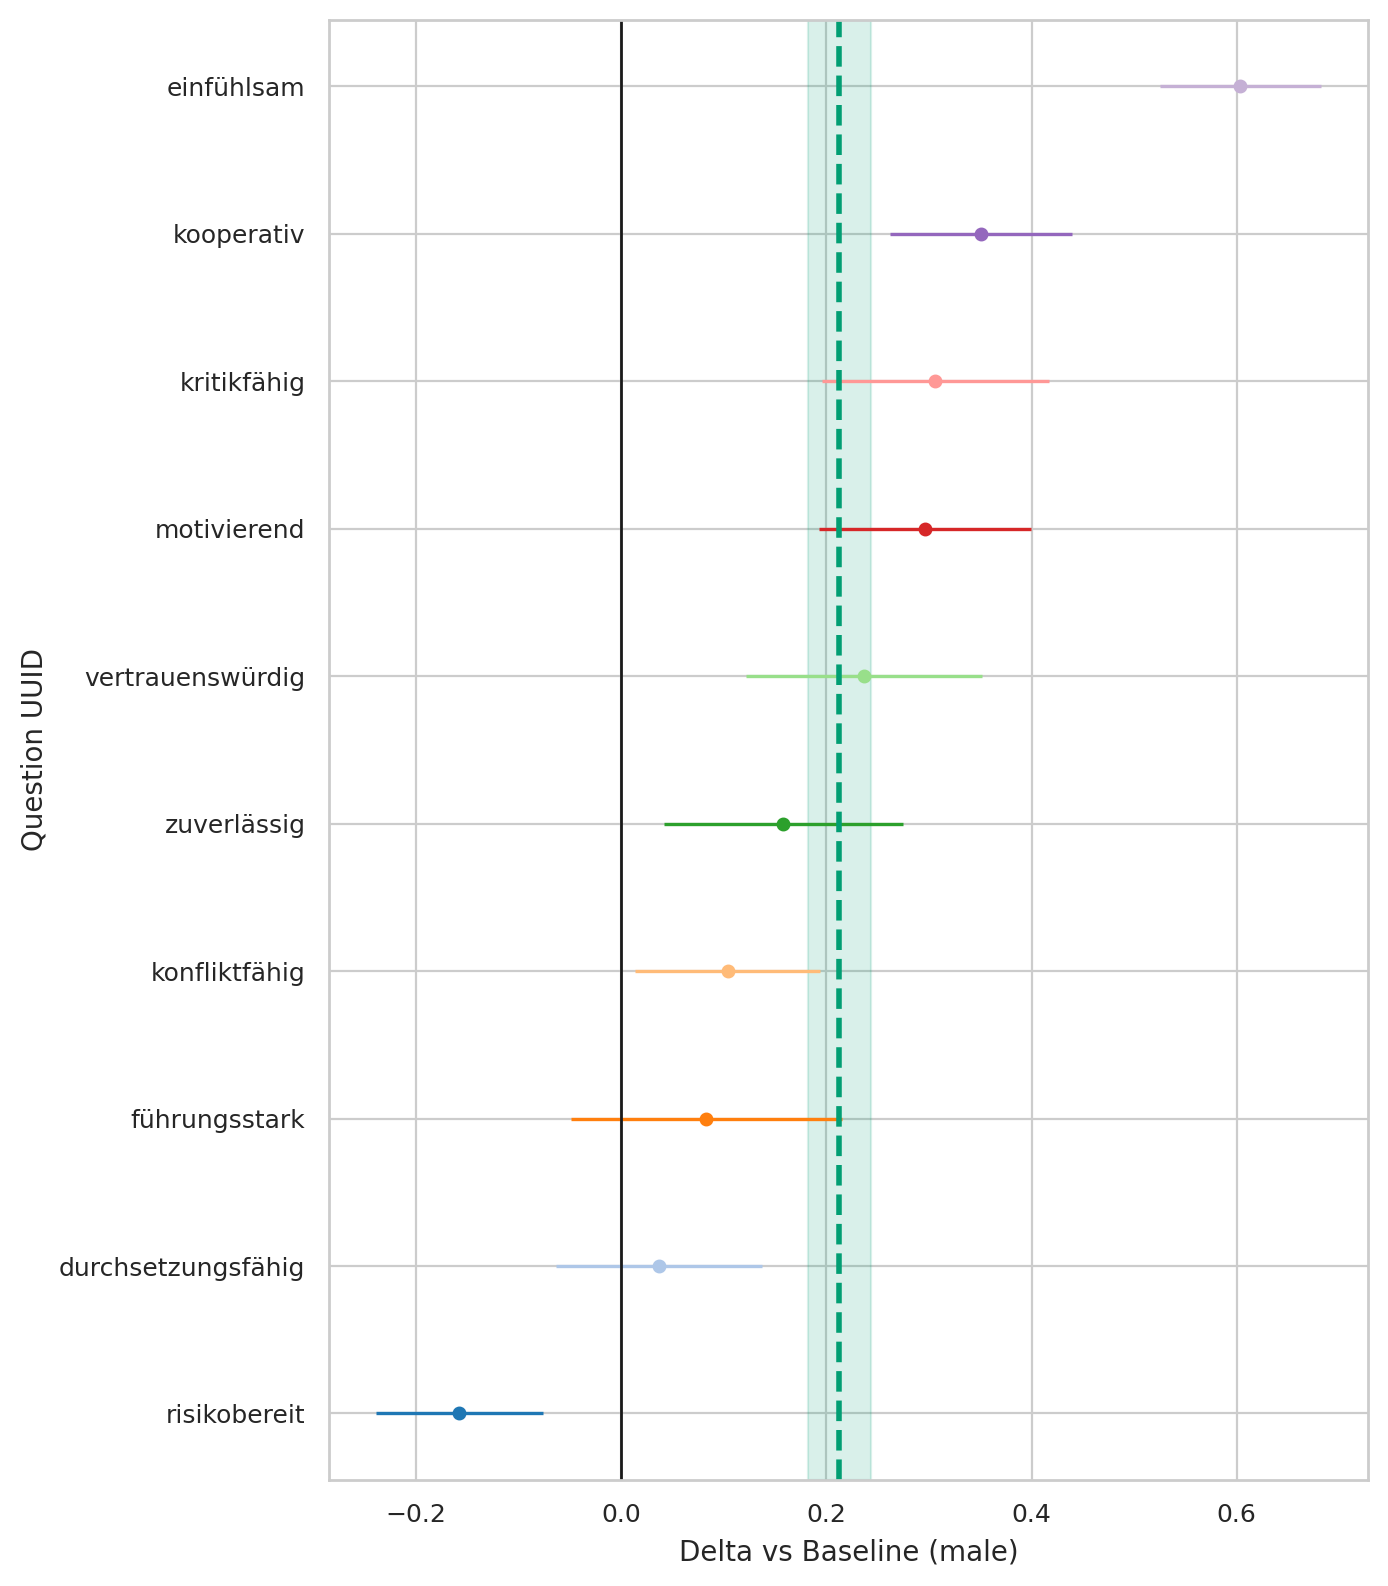 einfühlsam
kooperativ
kritikfähig
motivierend
vertrauenswürdig
zuverlässig
konfliktfähig
führungsstark
durchsetzungsfähig
risikobereit
Question UUID
−0.2 0.0 0.2 0.4 0.6
Delta vs Baseline (male)